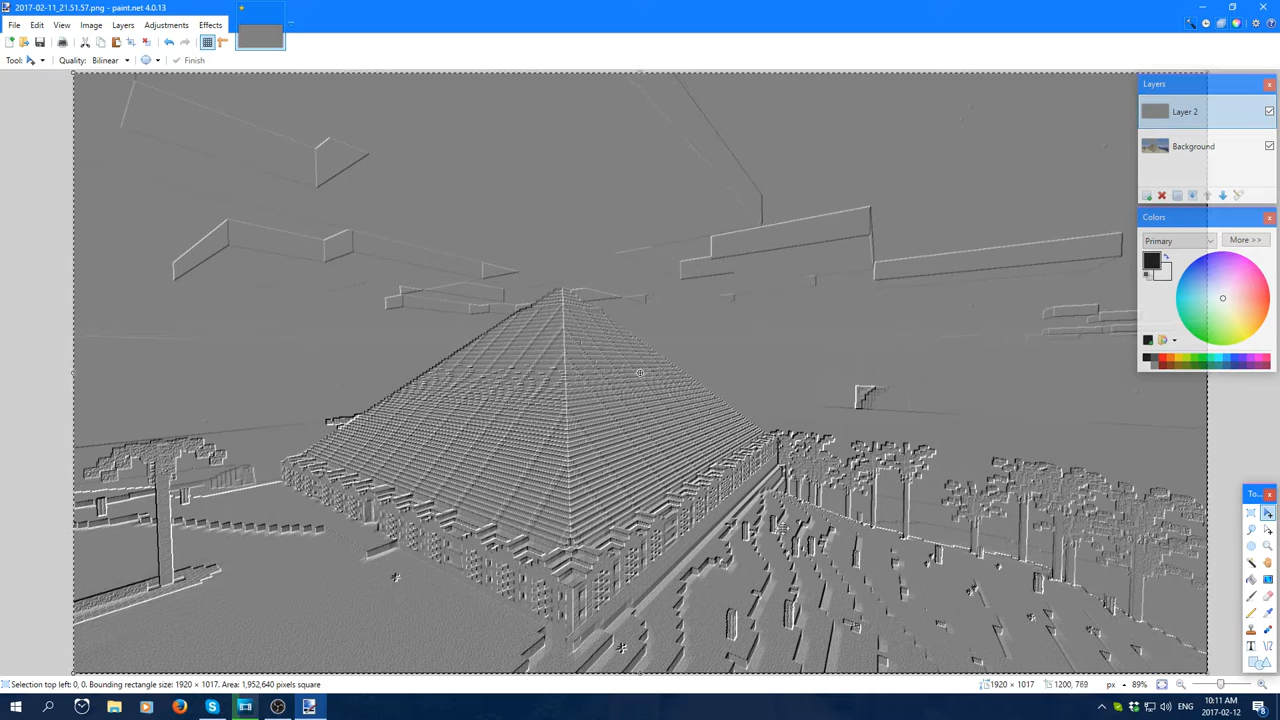 2017-02-11_21.51.57.png - paint.net 4.0.13
File Edit View Image Layers Adjustments Effects
Tool: Quality: Bilinear Finish
Layers
Layer 2
Background
Colors
Primary More >>
To...
Selection top left: 0, 0. Bounding rectangle size: 1920 × 1017. Area: 1,952,640 pixels square 1920 × 1017 1200, 769 px 89%
ENG 10:11 AM
2017-02-12
8